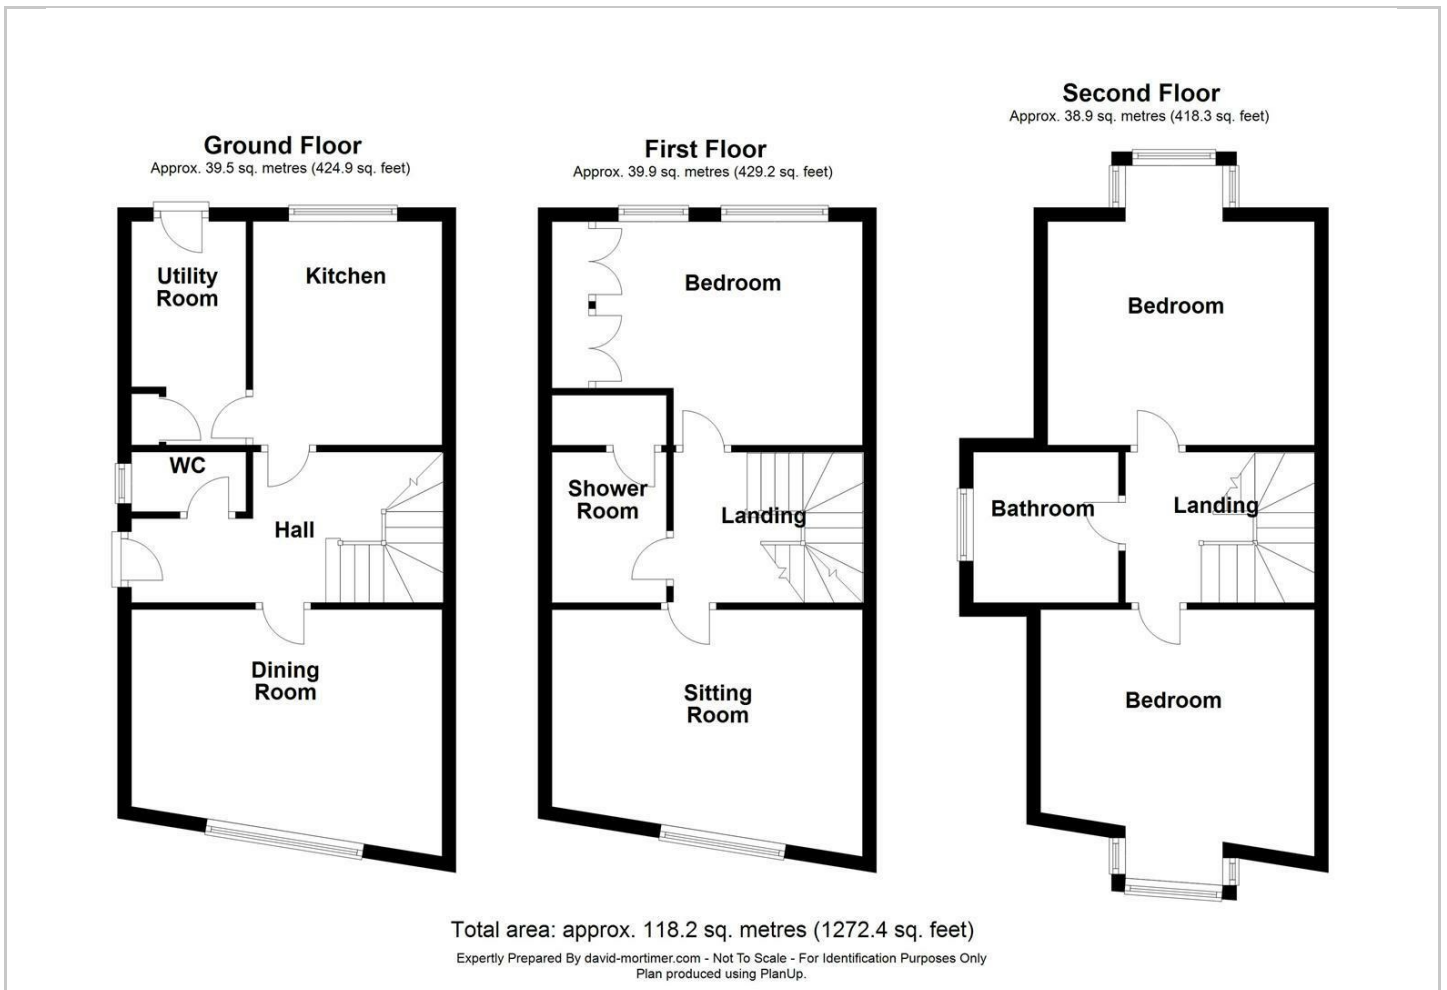 Ground Floor
Approx. 39.5 sq. metres (424.9 sq. feet)
Utility
Room
Kitchen
WC
Hall
Dining
Room
First Floor
Approx. 39.9 sq. metres (429.2 sq. feet)
Bedroom
Shower
Room
Landing
Sitting
Room
Second Floor
Approx. 38.9 sq. metres (418.3 sq. feet)
Bedroom
Bathroom
Landing
Bedroom
Total area: approx. 118.2 sq. metres (1272.4 sq. feet)
Expertly Prepared By david-mortimer.com - Not To Scale - For Identification Purposes Only
Plan produced using PlanUp.